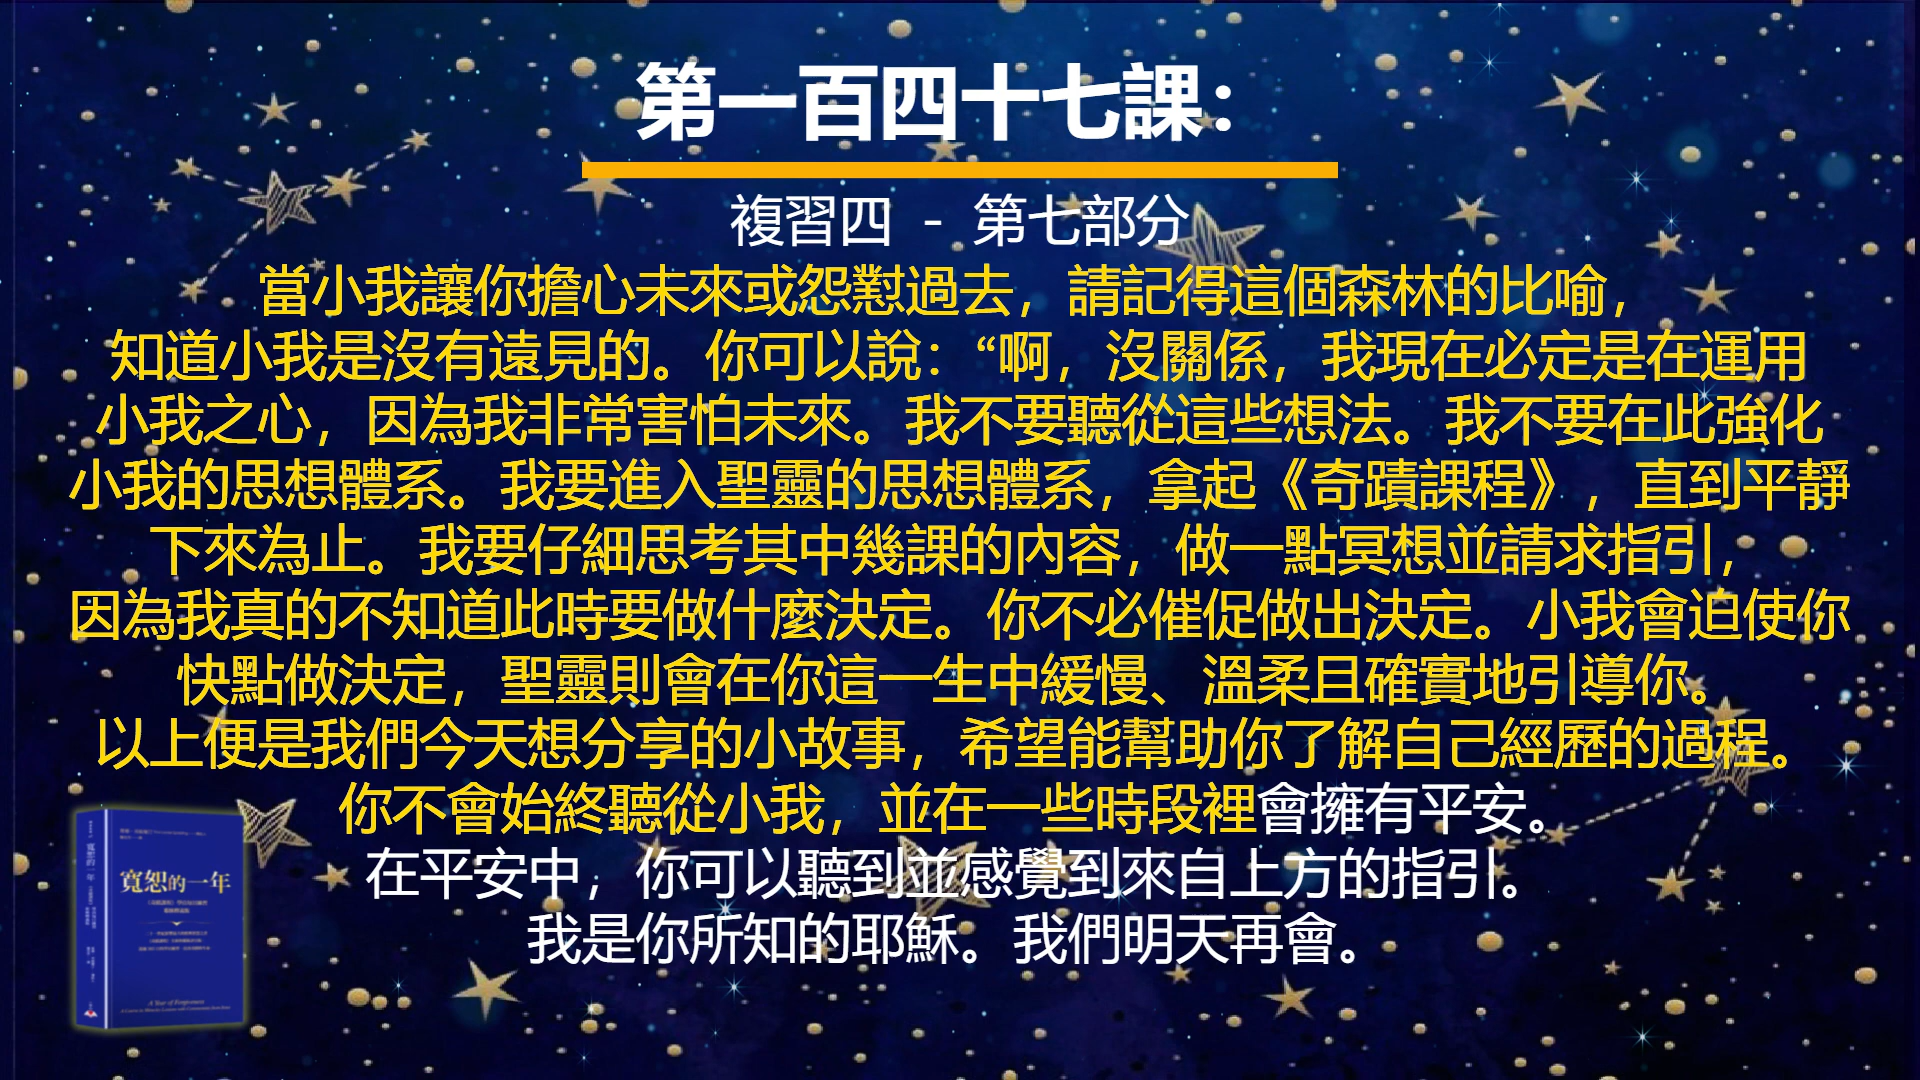 第一百四十七課：
複習四 - 第七部分
當小我讓你擔心未來或怨懟過去，請記得這個森林的比喻，
知道小我是沒有遠見的。你可以說：“啊，沒關係，我現在必定是在運用
小我之心，因為我非常害怕未來。我不要聽從這些想法。我不要在此強化
小我的思想體系。我要進入聖靈的思想體系，拿起《奇蹟課程》，直到平靜
下來為止。我要仔細思考其中幾課的內容，做一點冥想並請求指引，
因為我真的不知道此時要做什麼決定。你不必催促做出決定。小我會迫使你
快點做決定，聖靈則會在你這一生中緩慢、溫柔且確實地引導你。
以上便是我們今天想分享的小故事，希望能幫助你了解自己經歷的過程。
你不會始終聽從小我，並在一些時段裡會擁有平安。
在平安中，你可以聽到並感覺到來自上方的指引。
我是你所知的耶穌。我們明天再會。
寬恕的一年
A Year of Forgiveness